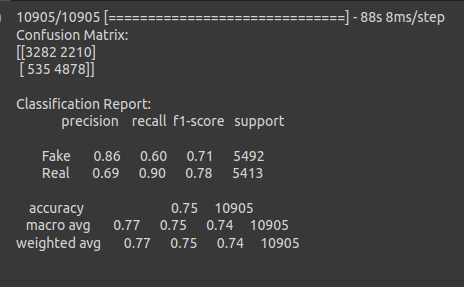 10905/10905 [==============================] - 88s 8ms/step
Confusion Matrix:
[[3282 2210]
 [ 535 4878]]
Classification Report:
precision recall f1-score support
Fake 0.86 0.60 0.71 5492
Real 0.69 0.90 0.78 5413
accuracy 0.75 10905
macro avg 0.77 0.75 0.74 10905
weighted avg 0.77 0.75 0.74 10905